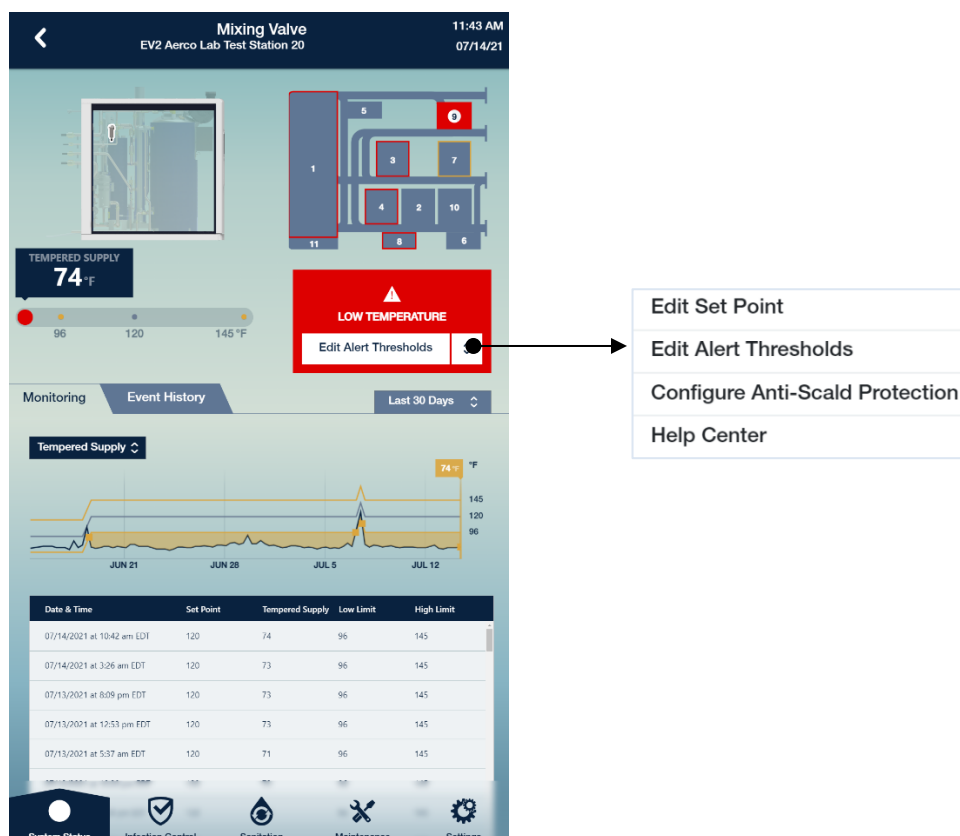 Mixing Valve
EV2 Aerco Lab Test Station 20
11:43 AM
07/14/21
5
9
1
3
7
4
2
10
11
8
6
TEMPERED SUPPLY
74 °F
96
120
145 °F
LOW TEMPERATURE
Edit Alert Thresholds
Edit Set Point
Edit Alert Thresholds
Configure Anti-Scald Protection
Help Center
Monitoring
Event History
Last 30 Days
Tempered Supply
74 °F
°F
145
120
96
JUN 21
JUN 28
JUL 5
JUL 12
Date & Time Set Point Tempered Supply Low Limit High Limit
07/14/2021 at 10:42 am EDT 120 74 96 145
07/14/2021 at 3:26 am EDT 120 73 96 145
07/13/2021 at 8:09 pm EDT 120 73 96 145
07/13/2021 at 12:53 pm EDT 120 73 96 145
07/13/2021 at 5:37 am EDT 120 71 96 145
System Status
Infection Control
Sanitation
Maintenance
Settings